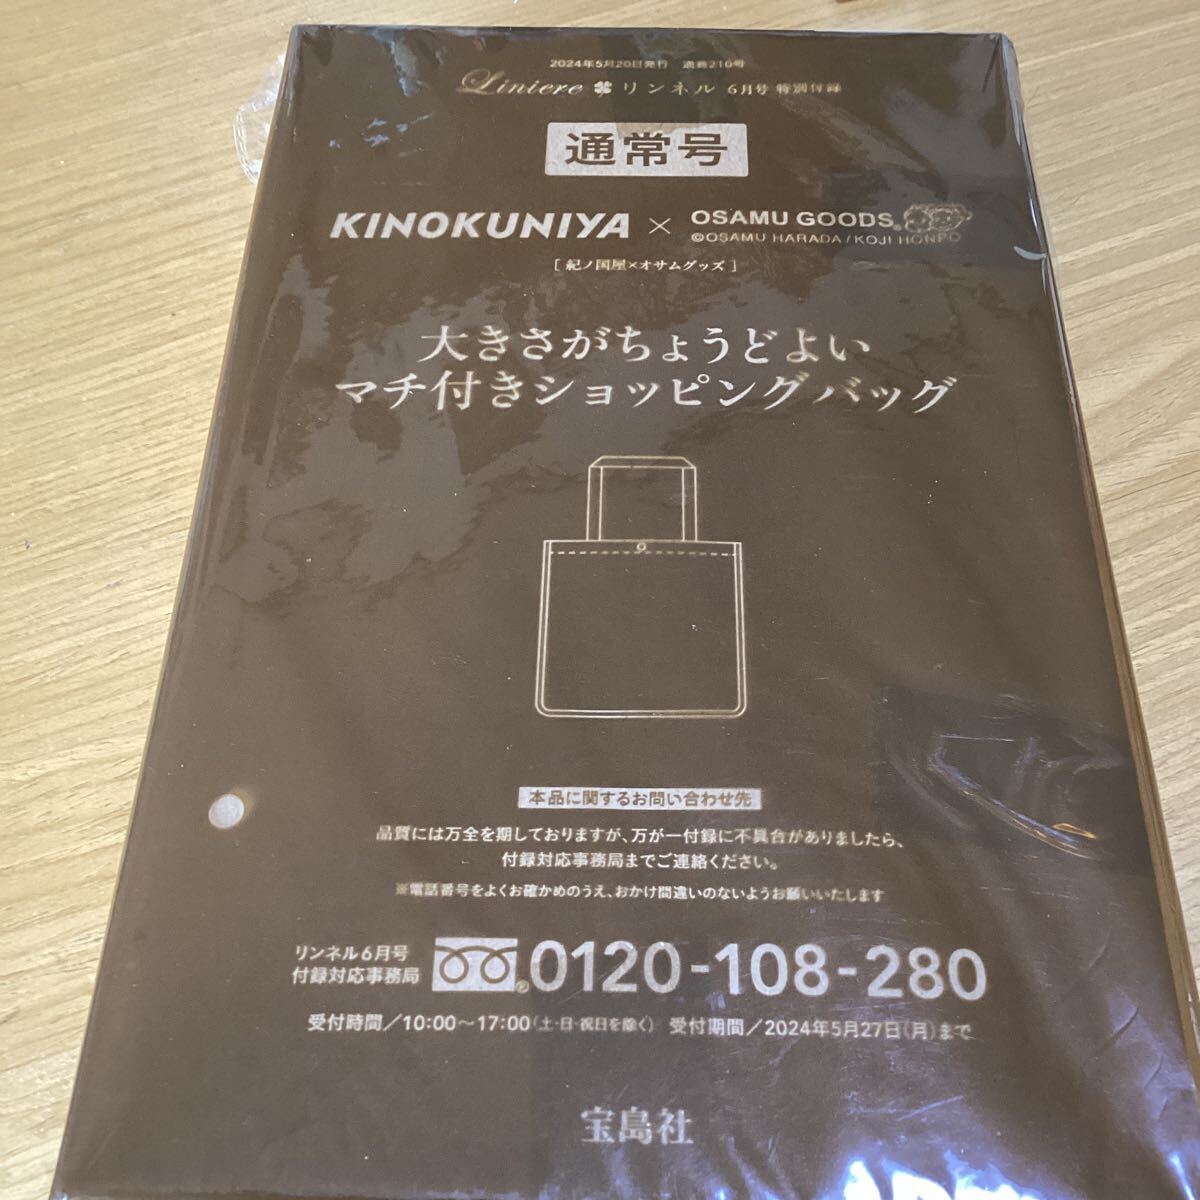 2024年5月20日発行 通巻210号
Liniere リンネル 6月号 特別付録
通常号
KINOKUNIYA × OSAMU GOODS®
©OSAMU HARADA / KOJI HONPO
[ 紀ノ国屋×オサムグッズ ]
大きさがちょうどよい
マチ付きショッピングバッグ
本品に関するお問い合わせ先
品質には万全を期しておりますが、万が一付録に不具合がありましたら、
付録対応事務局までご連絡ください。
※電話番号をよくお確かめのうえ、おかけ間違いのないようお願いいたします
リンネル6月号
付録対応事務局
0120-108-280
受付時間/10:00〜17:00(土・日・祝日を除く) 受付期間/2024年5月27日(月)まで
宝島社